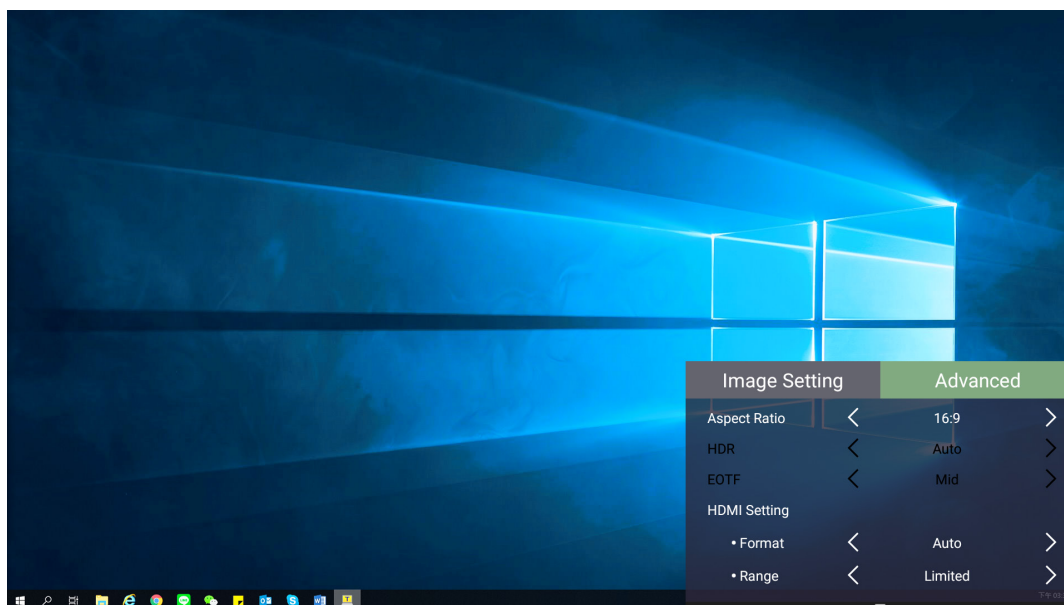 Image Setting Advanced
Aspect Ratio 16:9
HDR Auto
EOTF Mid
HDMI Setting
• Format Auto
• Range Limited